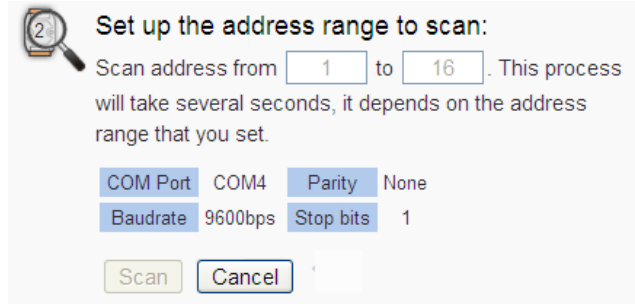 2
Set up the address range to scan:
Scan address from 1 to 16 . This process
will take several seconds, it depends on the address
range that you set.
COM Port COM4 Parity None
Baudrate 9600bps Stop bits 1
Scan Cancel